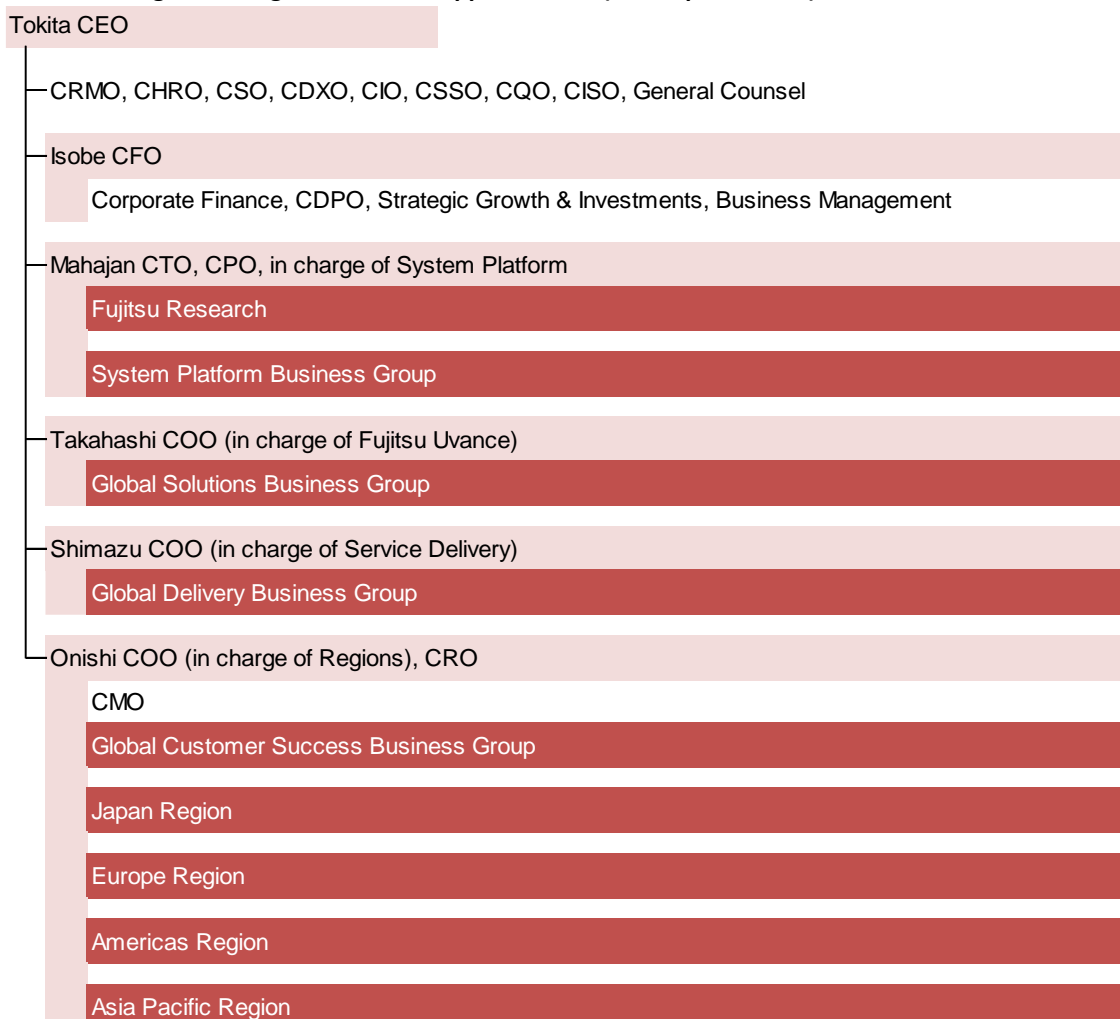 Tokita CEO
CRMO, CHRO, CSO, CDXO, CIO, CSSO, CQO, CISO, General Counsel
Isobe CFO
Corporate Finance, CDPO, Strategic Growth & Investments, Business Management
Mahajan CTO, CPO, in charge of System Platform
Fujitsu Research
System Platform Business Group
Takahashi COO (in charge of Fujitsu Uvance)
Global Solutions Business Group
Shimazu COO (in charge of Service Delivery)
Global Delivery Business Group
Onishi COO (in charge of Regions), CRO
CMO
Global Customer Success Business Group
Japan Region
Europe Region
Americas Region
Asia Pacific Region